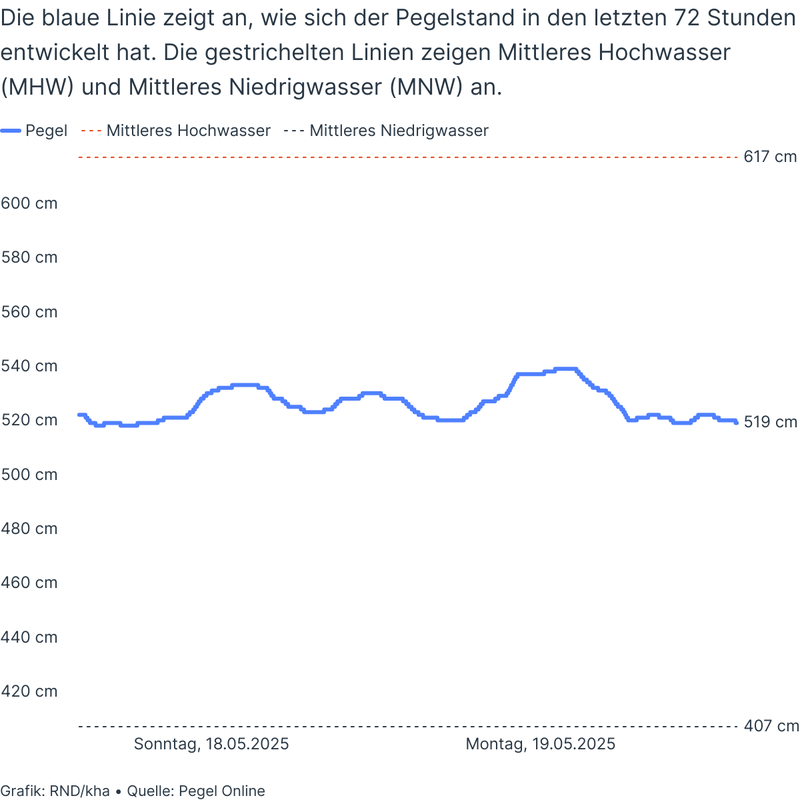 Die blaue Linie zeigt an, wie sich der Pegelstand in den letzten 72 Stunden
entwickelt hat. Die gestrichelten Linien zeigen Mittleres Hochwasser
(MHW) und Mittleres Niedrigwasser (MNW) an.
Pegel Mittleres Hochwasser Mittleres Niedrigwasser
617 cm
600 cm
580 cm
560 cm
540 cm
520 cm
519 cm
500 cm
480 cm
460 cm
440 cm
420 cm
407 cm
Sonntag, 18.05.2025 Montag, 19.05.2025
Grafik: RND/kha • Quelle: Pegel Online